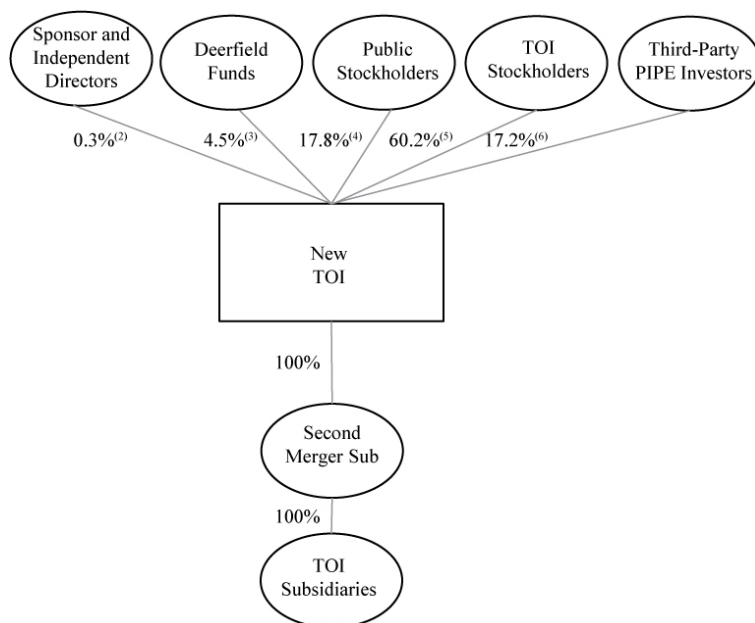 Sponsor and
Independent
Directors
Deerfield
Funds
Public
Stockholders
TOI
Stockholders
Third-Party
PIPE Investors
0.3%(2)
4.5%(3)
17.8%(4)
60.2%(5)
17.2%(6)
New
TOI
100%
Second
Merger Sub
100%
TOI
Subsidiaries